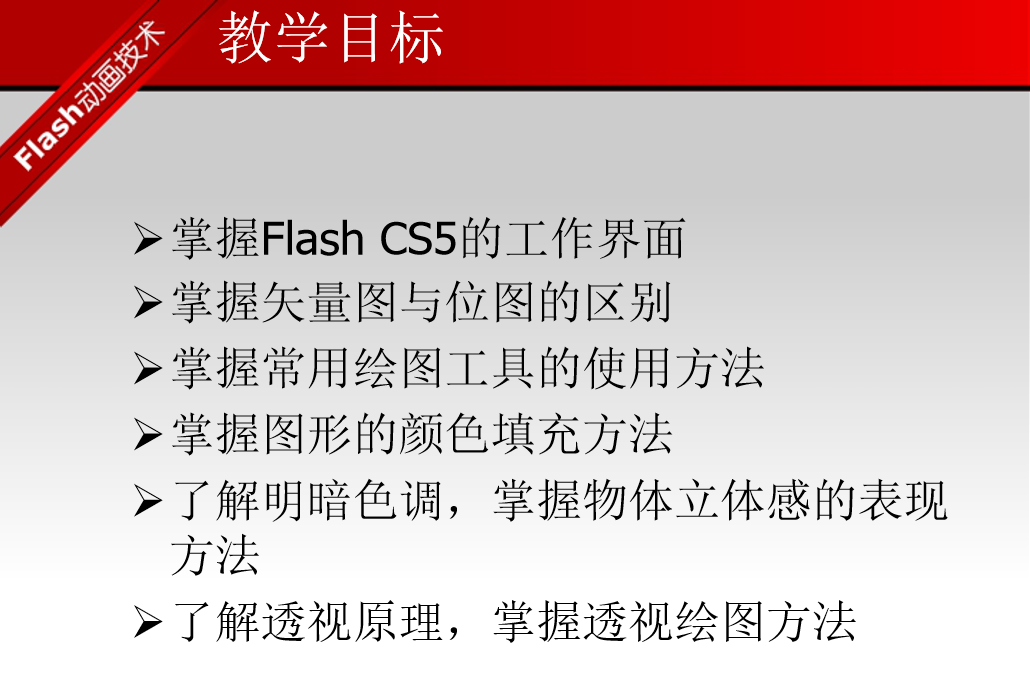 教学目标
Flash动画技术
➢掌握Flash CS5的工作界面
➢掌握矢量图与位图的区别
➢掌握常用绘图工具的使用方法
➢掌握图形的颜色填充方法
➢了解明暗色调，掌握物体立体感的表现
方法
➢了解透视原理，掌握透视绘图方法